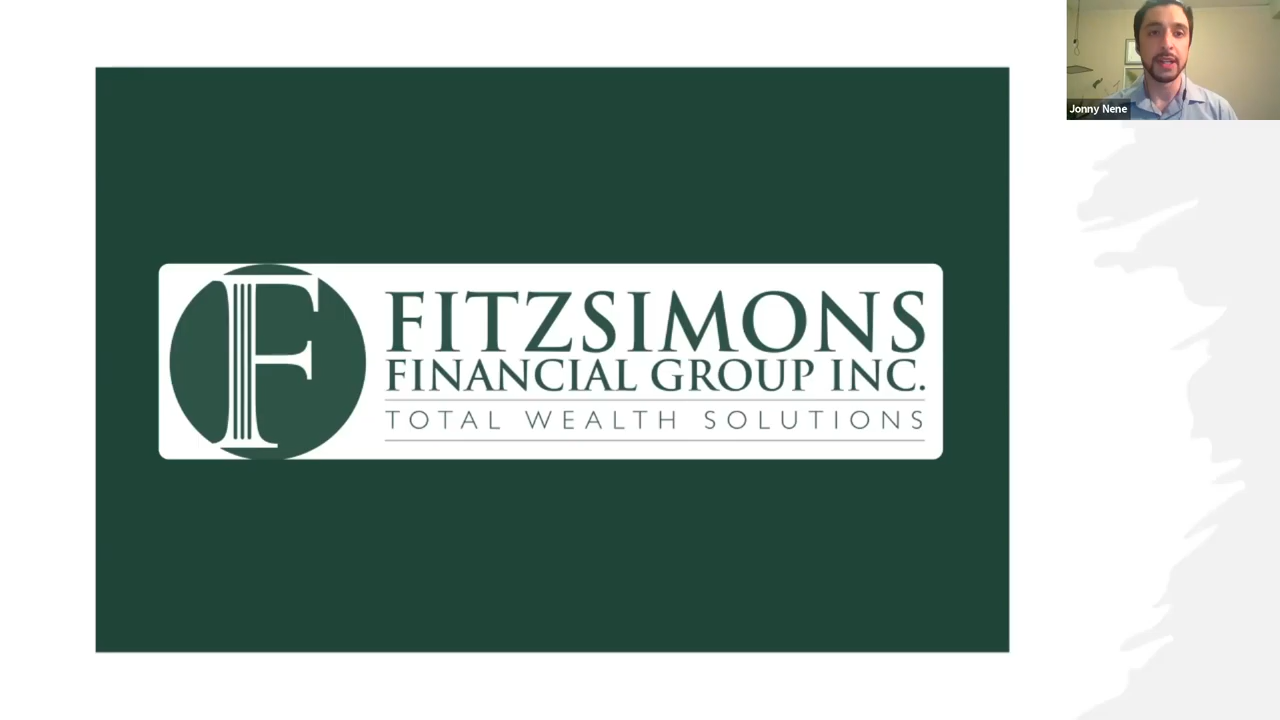 Jonny Nene
F
FITZSIMONS
FINANCIAL GROUP INC.
TOTAL WEALTH SOLUTIONS